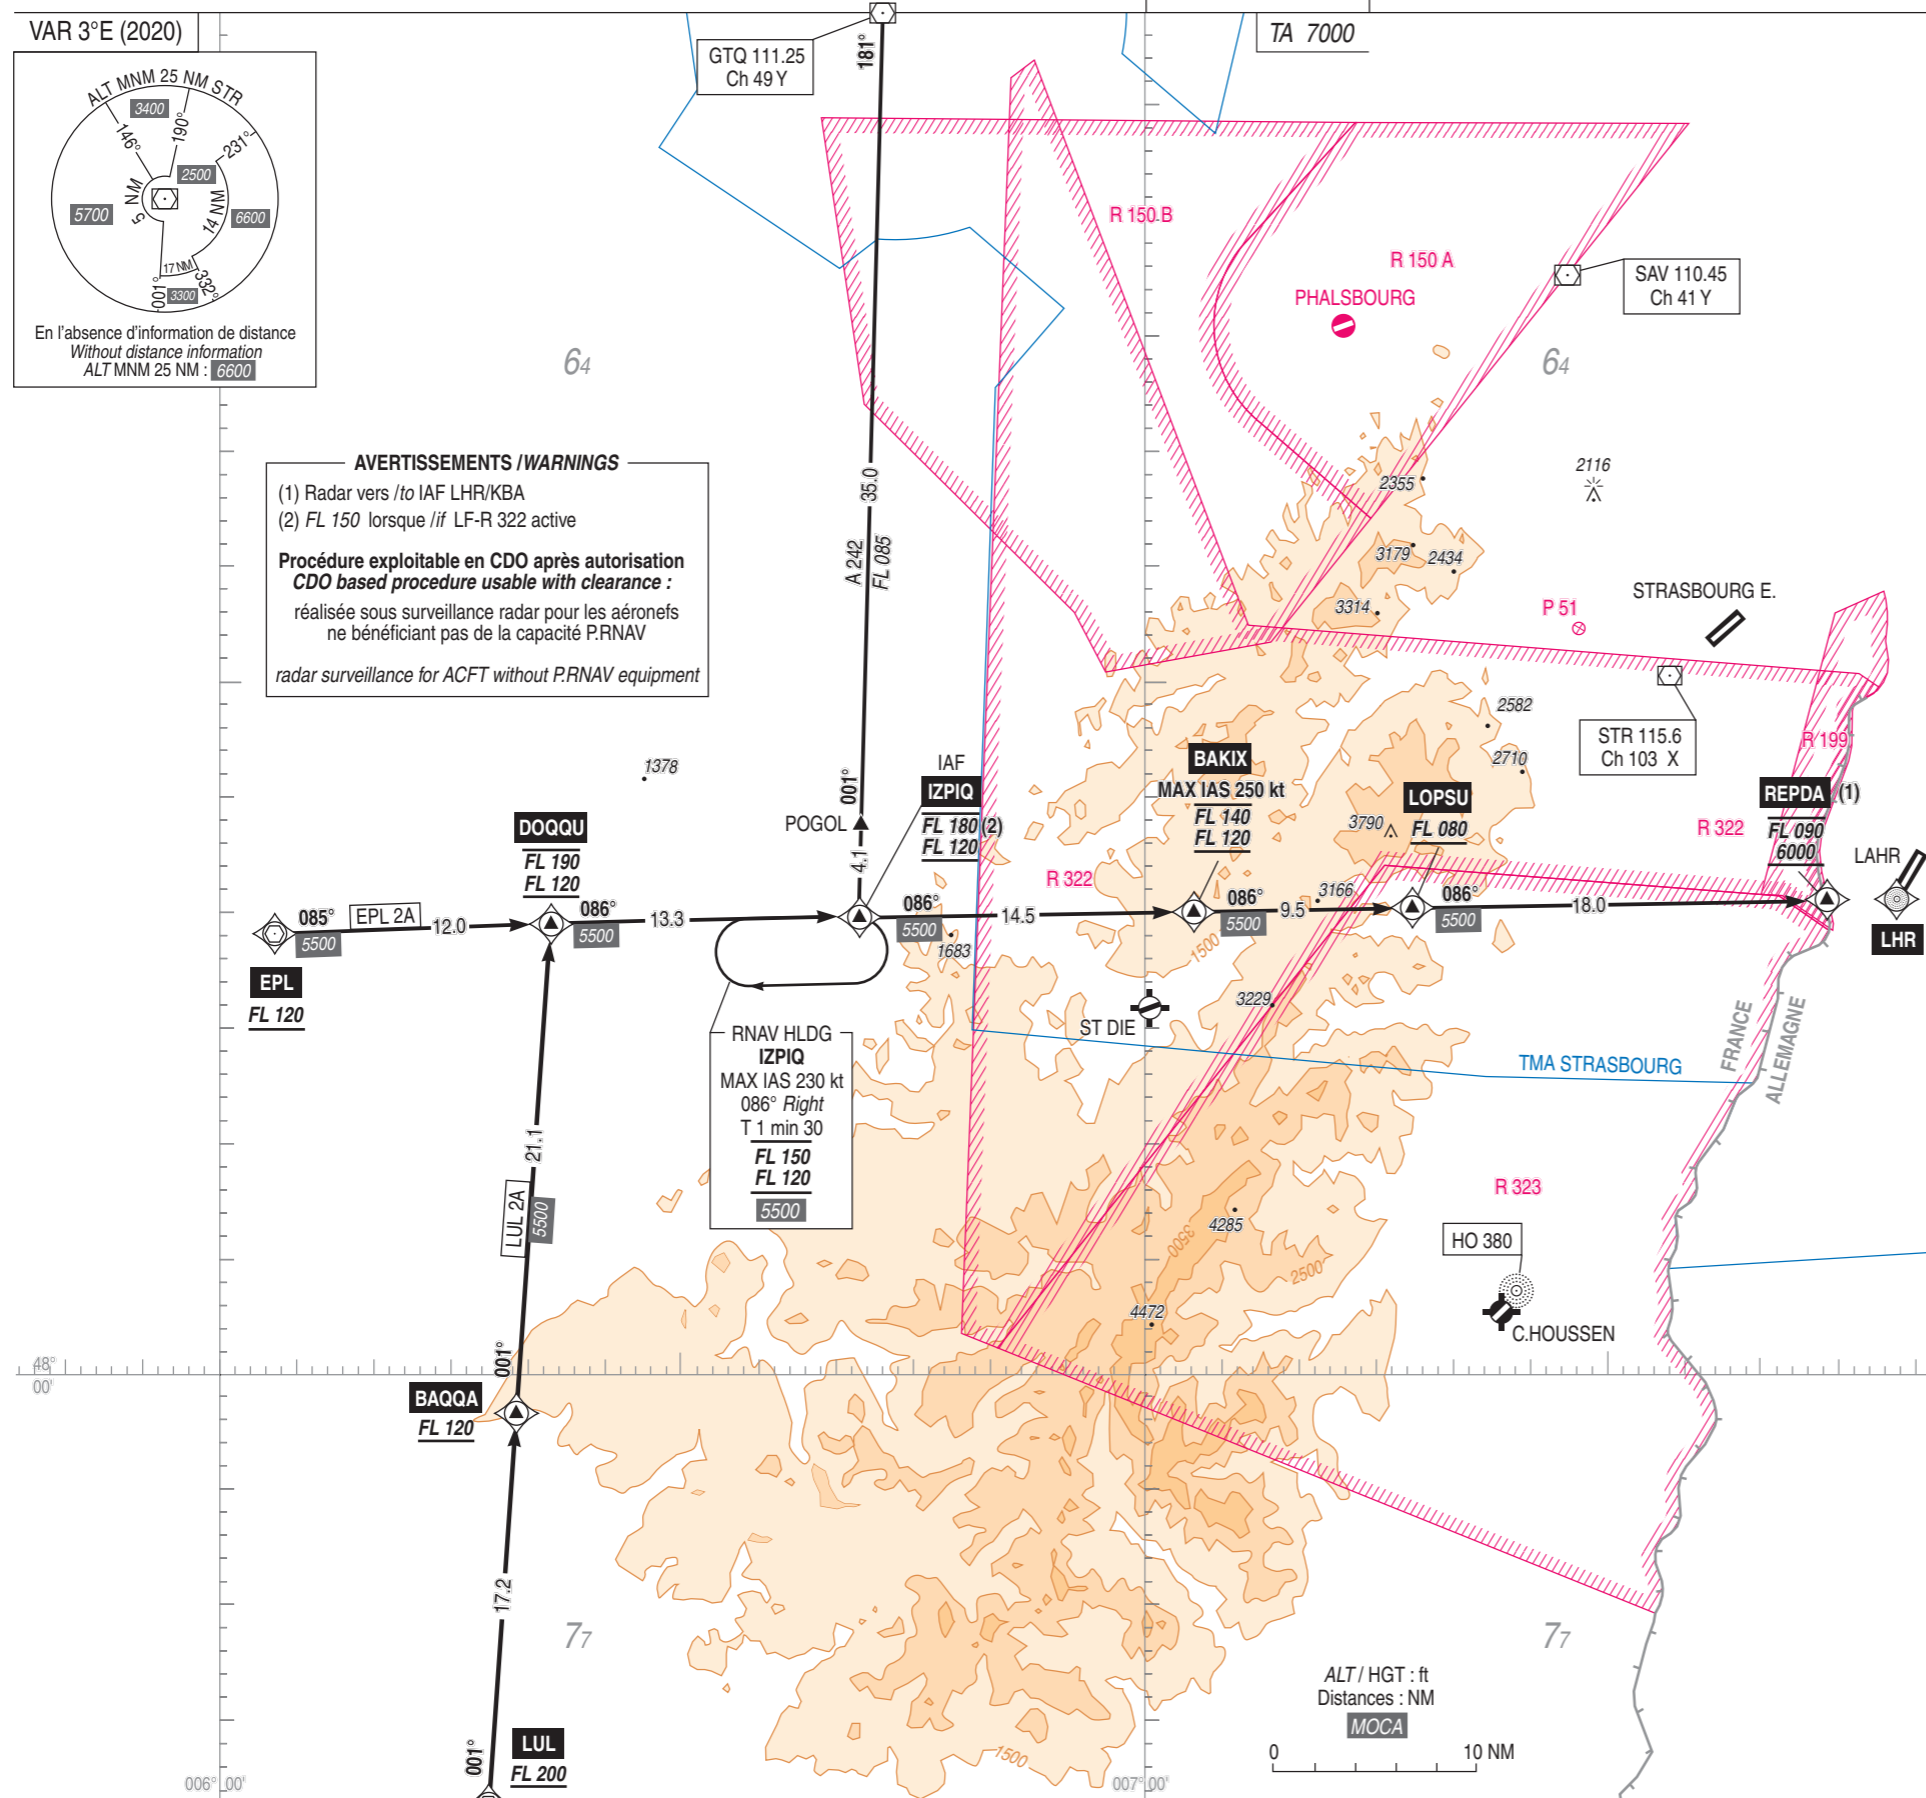 VAR 3°E (2020)
TA 7000
ALT MNM 25 NM STR
3400
146°
190°
231°
2500
5 NM
14 NM
5700
6600
17 NM
001°
332°
3300
En l'absence d'information de distance
Without distance information
ALT MNM 25 NM : 6600
GTQ 111.25
Ch 49 Y
181°
R 150 B
R 150 A
PHALSBOURG
SAV 110.45
Ch 41 Y
64
64
AVERTISSEMENTS / WARNINGS
(1) Radar vers / to IAF LHR/KBA
(2) FL 150 lorsque / if LF-R 322 active
Procédure exploitable en CDO après autorisation
CDO based procedure usable with clearance :
réalisée sous surveillance radar pour les aéronefs
ne bénéficiant pas de la capacité P.RNAV
radar surveillance for ACFT without P.RNAV equipment
35.0
A 242
FL 085
2355
2116
3179
2434
3314
P 51
STRASBOURG E.
2582
2710
STR 115.6
Ch 103 X
R 199
1378
001°
POGOL
4.1
IAF
IZPIQ
FL 180 (2)
FL 120
BAKIX
MAX IAS 250 kt
FL 140
FL 120
3790
LOPSU
FL 080
R 322
REPDA (1)
FL 090
6000
LAHR
DOQQU
FL 190
FL 120
R 322
3166
085°
EPL 2A
12.0
5500
086°
13.3
5500
086°
14.5
5500
086°
9.5
5500
086°
18.0
5500
LHR
EPL
FL 120
1683
1500
3229
ST DIE
RNAV HLDG
IZPIQ
MAX IAS 230 kt
086° Right
T 1 min 30
FL 150
FL 120
5500
FRANCE
ALLEMAGNE
TMA STRASBOURG
21.1
LUL 2A
5500
R 323
4285
3500
2500
HO 380
C.HOUSSEN
4472
48°
00'
001°
BAQQA
FL 120
17.2
77
77
ALT / HGT : ft
Distances : NM
MOCA
0 10 NM
1500
001°
LUL
FL 200
006° 00'
007° 00'